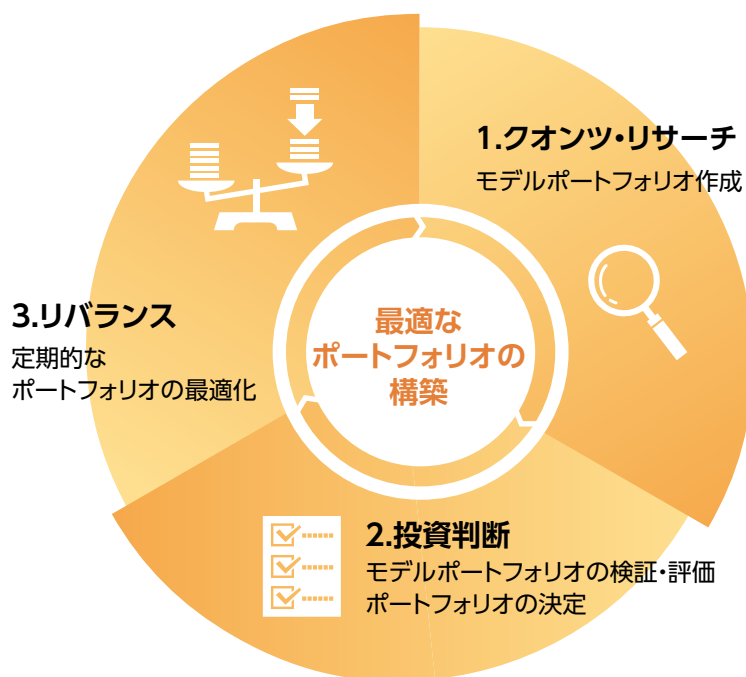 1.クオンツ・リサーチ
モデルポートフォリオ作成
2.投資判断
モデルポートフォリオの検証・評価
ポートフォリオの決定
3.リバランス
定期的な
ポートフォリオの最適化
最適な
ポートフォリオの
構築